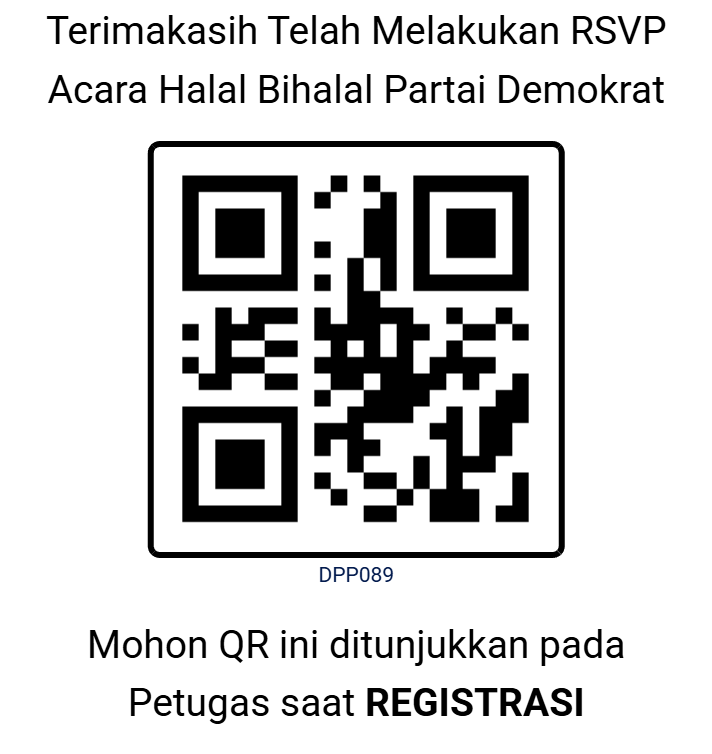 Terimakasih Telah Melakukan RSVP
Acara Halal Bihalal Partai Demokrat
DPP089
Mohon QR ini ditunjukkan pada
Petugas saat REGISTRASI